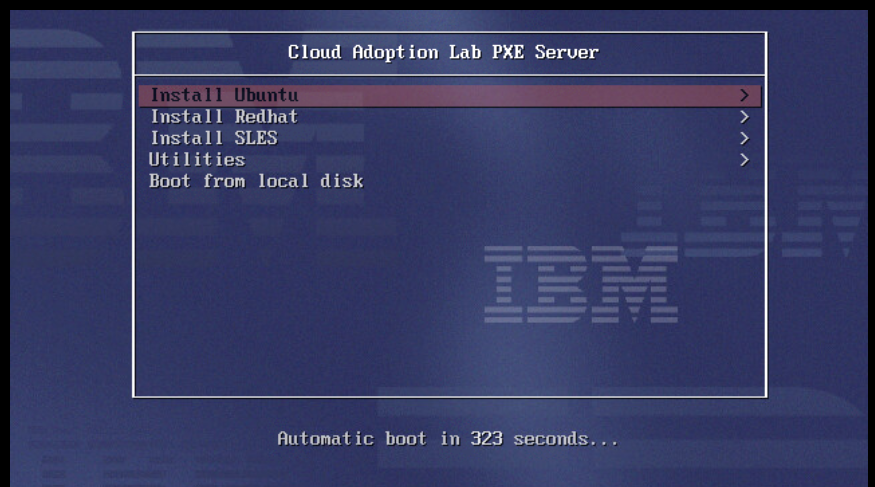 Cloud Adoption Lab PXE Server
Install Ubuntu >
Install Redhat >
Install SLES >
Utilities >
Boot from local disk
IBM
Automatic boot in 323 seconds...